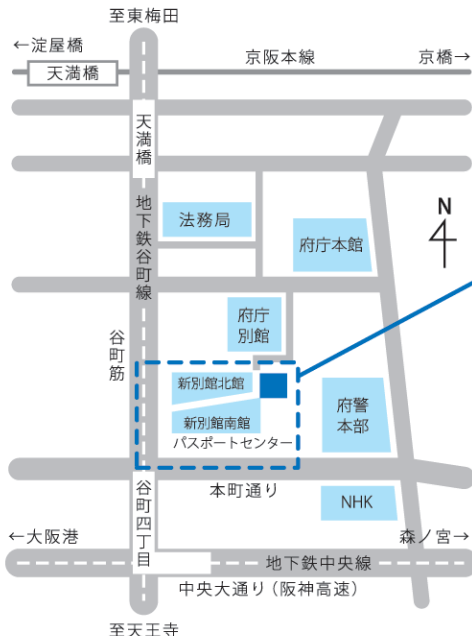 至東梅田
←淀屋橋
京阪本線
京橋→
天満橋
天満橋
地下鉄谷町線
法務局
府庁本館
N
府庁
別館
谷町筋
新別館北館
新別館南館
パスポートセンター
府警
本部
本町通り
谷町四丁目
NHK
←大阪港
森ノ宮→
地下鉄中央線
中央大通り(阪神高速)
至天王寺